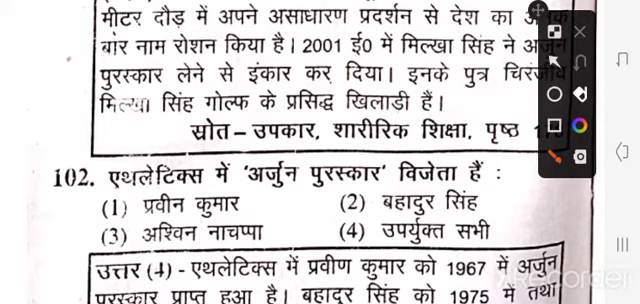 मीटर दौड़ में अपने असाधारण प्रदर्शन से देश का
बार नाम रोशन किया है। 2001 ई0 में मिल्खा सिंह ने अर्जुन
पुरस्कार लेने से इंकार कर दिया। इनके पुत्र चिरंजीव
मिल्खा सिंह गोल्फ के प्रसिद्ध खिलाड़ी हैं।
स्रोत – उपकार, शारीरिक शिक्षा, पृष्ठ
102. एथलेटिक्स में 'अर्जुन पुरस्कार' विजेता हैं :
(1) प्रवीन कुमार (2) बहादुर सिंह
(3) अश्विन नाचप्पा (4) उपर्युक्त सभी
उत्तर (4) - एथलेटिक्स में प्रवीण कुमार को 1967 में अर्जुन
पुरस्कार प्राप्त हुआ है। बहादुर सिंह को 1975 में तथा